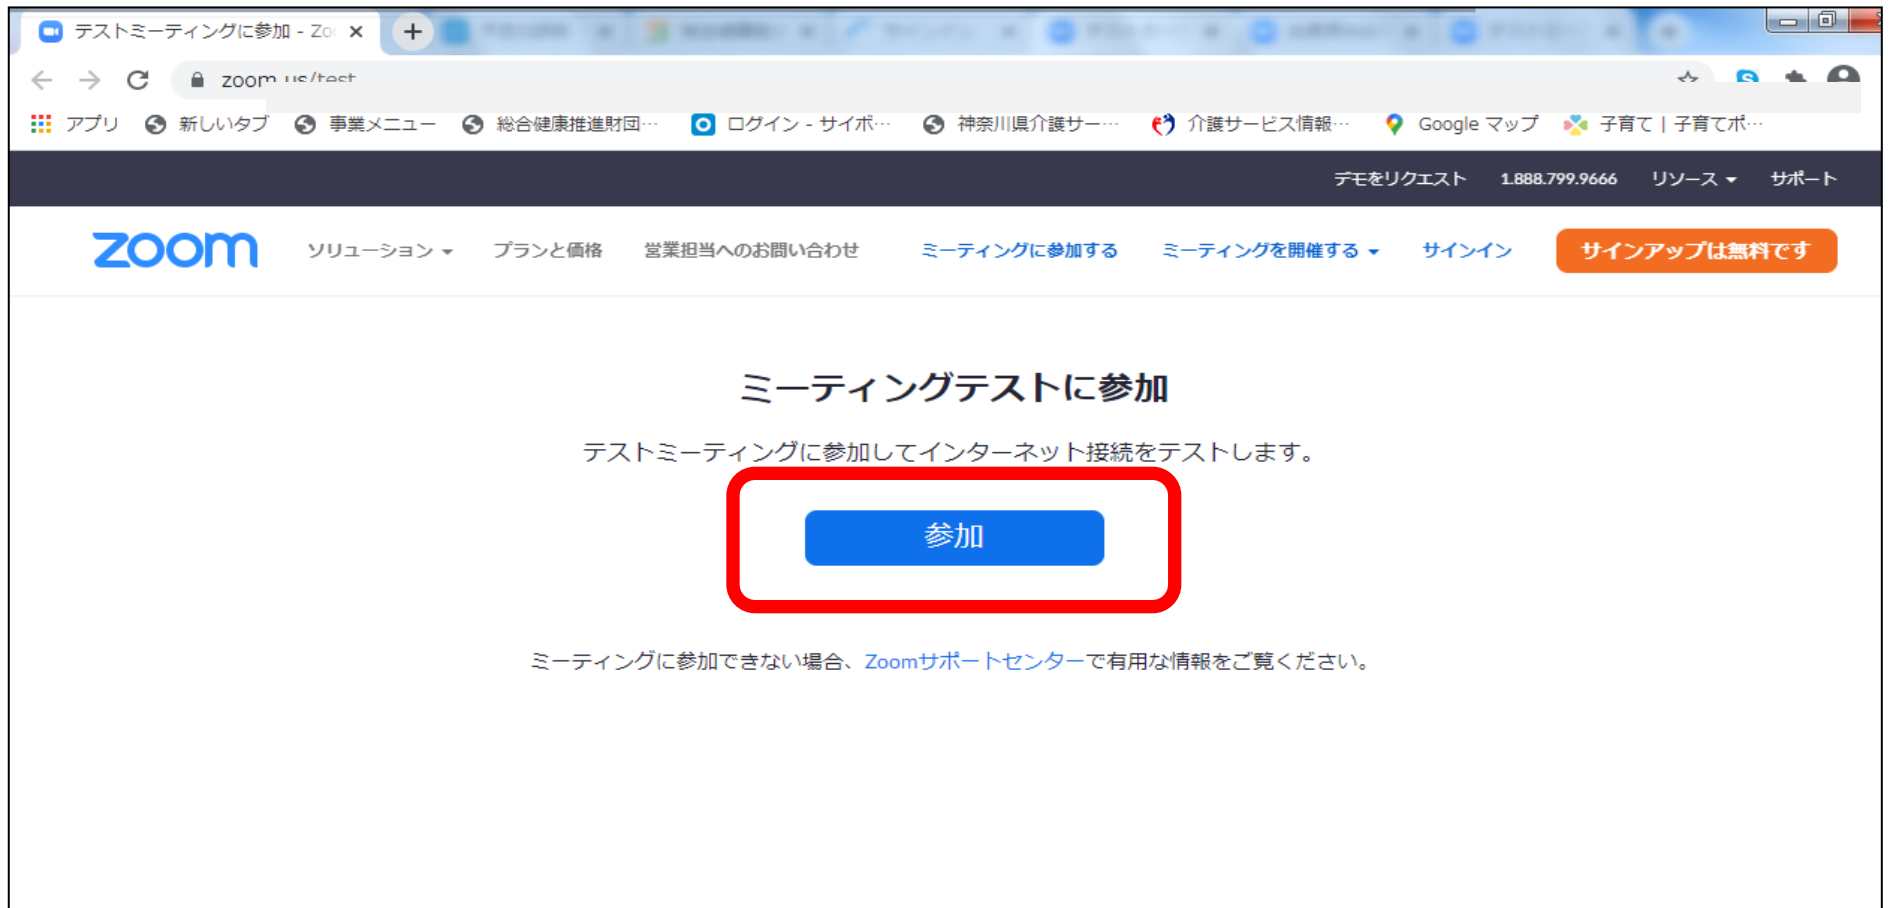 テストミーティングに参加 - Zo
zoom.us/test
アプリ 新しいタブ 事業メニュー 総合健康推進財団… ログイン - サイボ… 神奈川県介護サー… 介護サービス情報… Google マップ 子育て | 子育てポ…
デモをリクエスト 1.888.799.9666 リソース サポート
zoom ソリューション プランと価格 営業担当へのお問い合わせ ミーティングに参加する ミーティングを開催する サインイン サインアップは無料です
ミーティングテストに参加
テストミーティングに参加してインターネット接続をテストします。
参加
ミーティングに参加できない場合、Zoomサポートセンターで有用な情報をご覧ください。